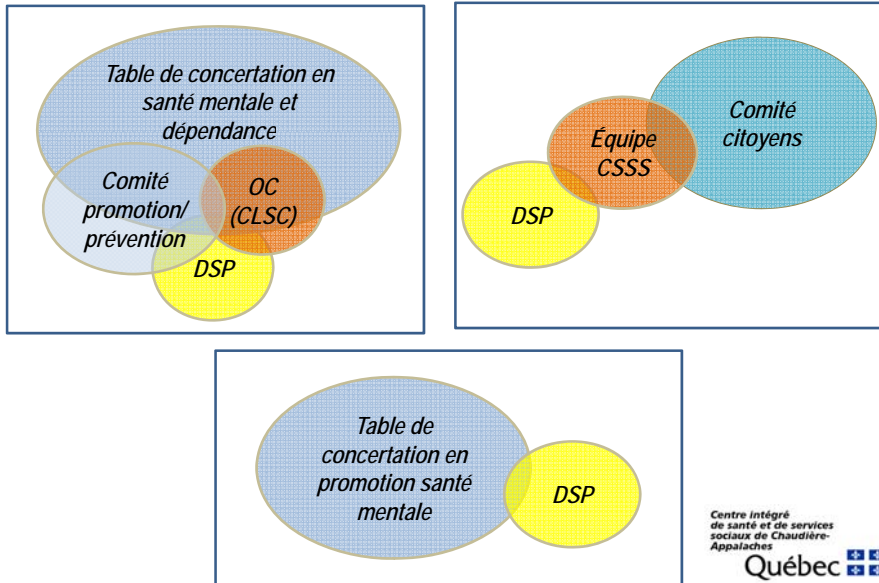 Table de concertation en
santé mentale et
dépendance
Comité
promotion/
prévention
OC
(CLSC)
DSP
Équipe
CSSS
Comité
citoyens
DSP
Table de
concertation en
promotion santé
mentale
DSP
Centre intégré
de santé et de services
sociaux de Chaudière-
Appalaches
Québec